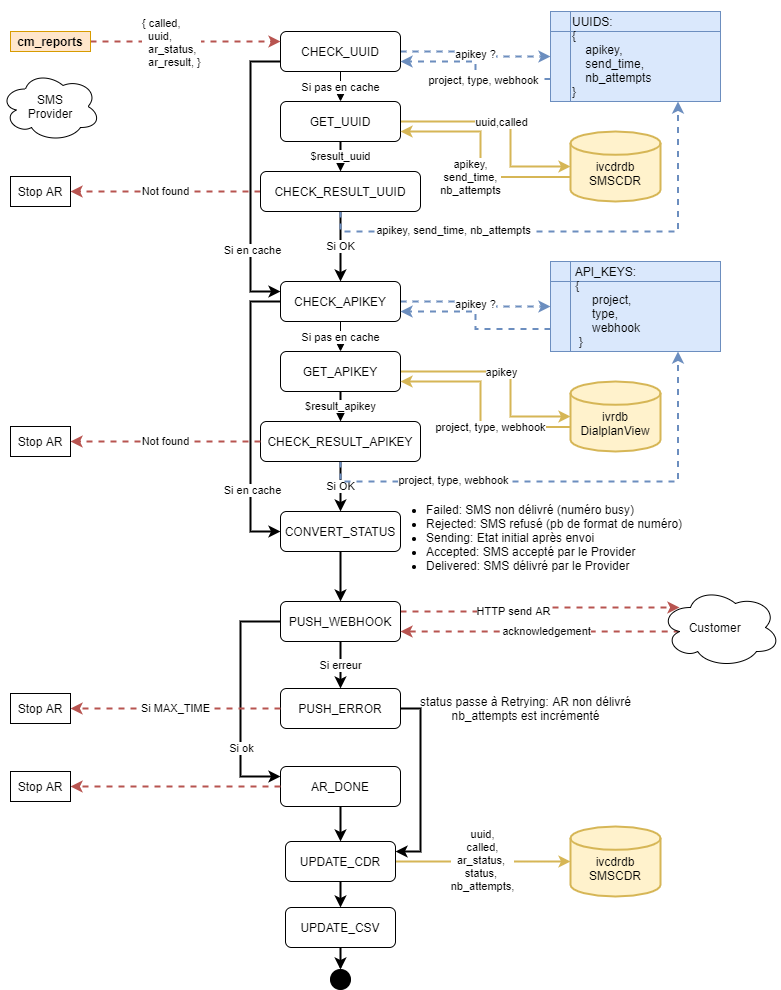 { called,
uuid,
ar_status,
ar_result, }
cm_reports
CHECK_UUID
apikey ?
project, type, webhook
UUIDS:
{
apikey,
send_time,
nb_attempts
}
SMS
Provider
Si pas en cache
GET_UUID
uuid,called
$result_uuid
apikey,
send_time,
nb_attempts
ivcdrdb
SMSCDR
Stop AR
Not found
CHECK_RESULT_UUID
apikey, send_time, nb_attempts
Si en cache
Si OK
API_KEYS:
{
project,
type,
webhook
}
CHECK_APIKEY
apikey ?
Si pas en cache
GET_APIKEY
apikey
$result_apikey
project, type, webhook
ivrdb
DialplanView
Stop AR
Not found
CHECK_RESULT_APIKEY
project, type, webhook
Si en cache
Si OK
CONVERT_STATUS
• Failed: SMS non délivré (numéro busy)
• Rejected: SMS refusé (pb de format de numéro)
• Sending: Etat initial après envoi
• Accepted: SMS accepté par le Provider
• Delivered: SMS délivré par le Provider
PUSH_WEBHOOK
HTTP send AR
acknowledgement
Customer
Si erreur
Stop AR
Si MAX_TIME
PUSH_ERROR
status passe à Retrying: AR non délivré
nb_attempts est incrémenté
Si ok
Stop AR
AR_DONE
UPDATE_CDR
uuid,
called,
ar_status,
status,
nb_attempts,
ivcdrdb
SMSCDR
UPDATE_CSV